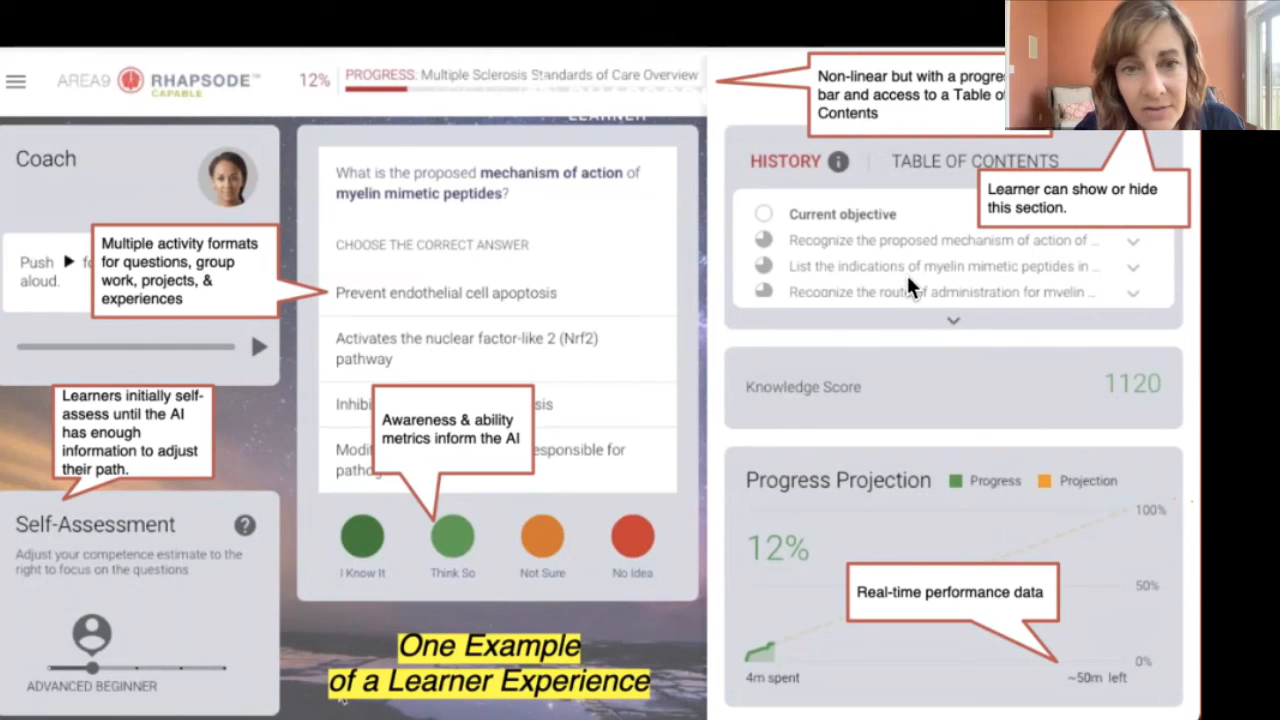 AREA9 RHAPSODE™
CAPABLE
12% PROGRESS: Multiple Sclerosis Standards of Care Overview
LEARNER
Non-linear but with a progre
bar and access to a Table of
Contents
Coach
Push
aloud.
Multiple activity formats
for questions, group
work, projects, &
experiences
Learners initially self-
assess until the AI
has enough
information to adjust
their path.
Self-Assessment ?
Adjust your competence estimate to the
right to focus on the questions
ADVANCED BEGINNER
What is the proposed mechanism of action of
myelin mimetic peptides?
CHOOSE THE CORRECT ANSWER
Prevent endothelial cell apoptosis
Activates the nuclear factor-like 2 (Nrf2)
pathway
Awareness & ability
metrics inform the AI
I Know It Think So Not Sure No Idea
One Example
of a Learner Experience
HISTORY i TABLE OF CONTENTS
Learner can show or hide
this section.
Current objective
Recognize the proposed mechanism of action of ...
List the indications of myelin mimetic peptides in ...
Recognize the route of administration for myelin ...
Knowledge Score 1120
Progress Projection Progress Projection
100%
12%
50%
Real-time performance data
0%
4m spent ~50m left